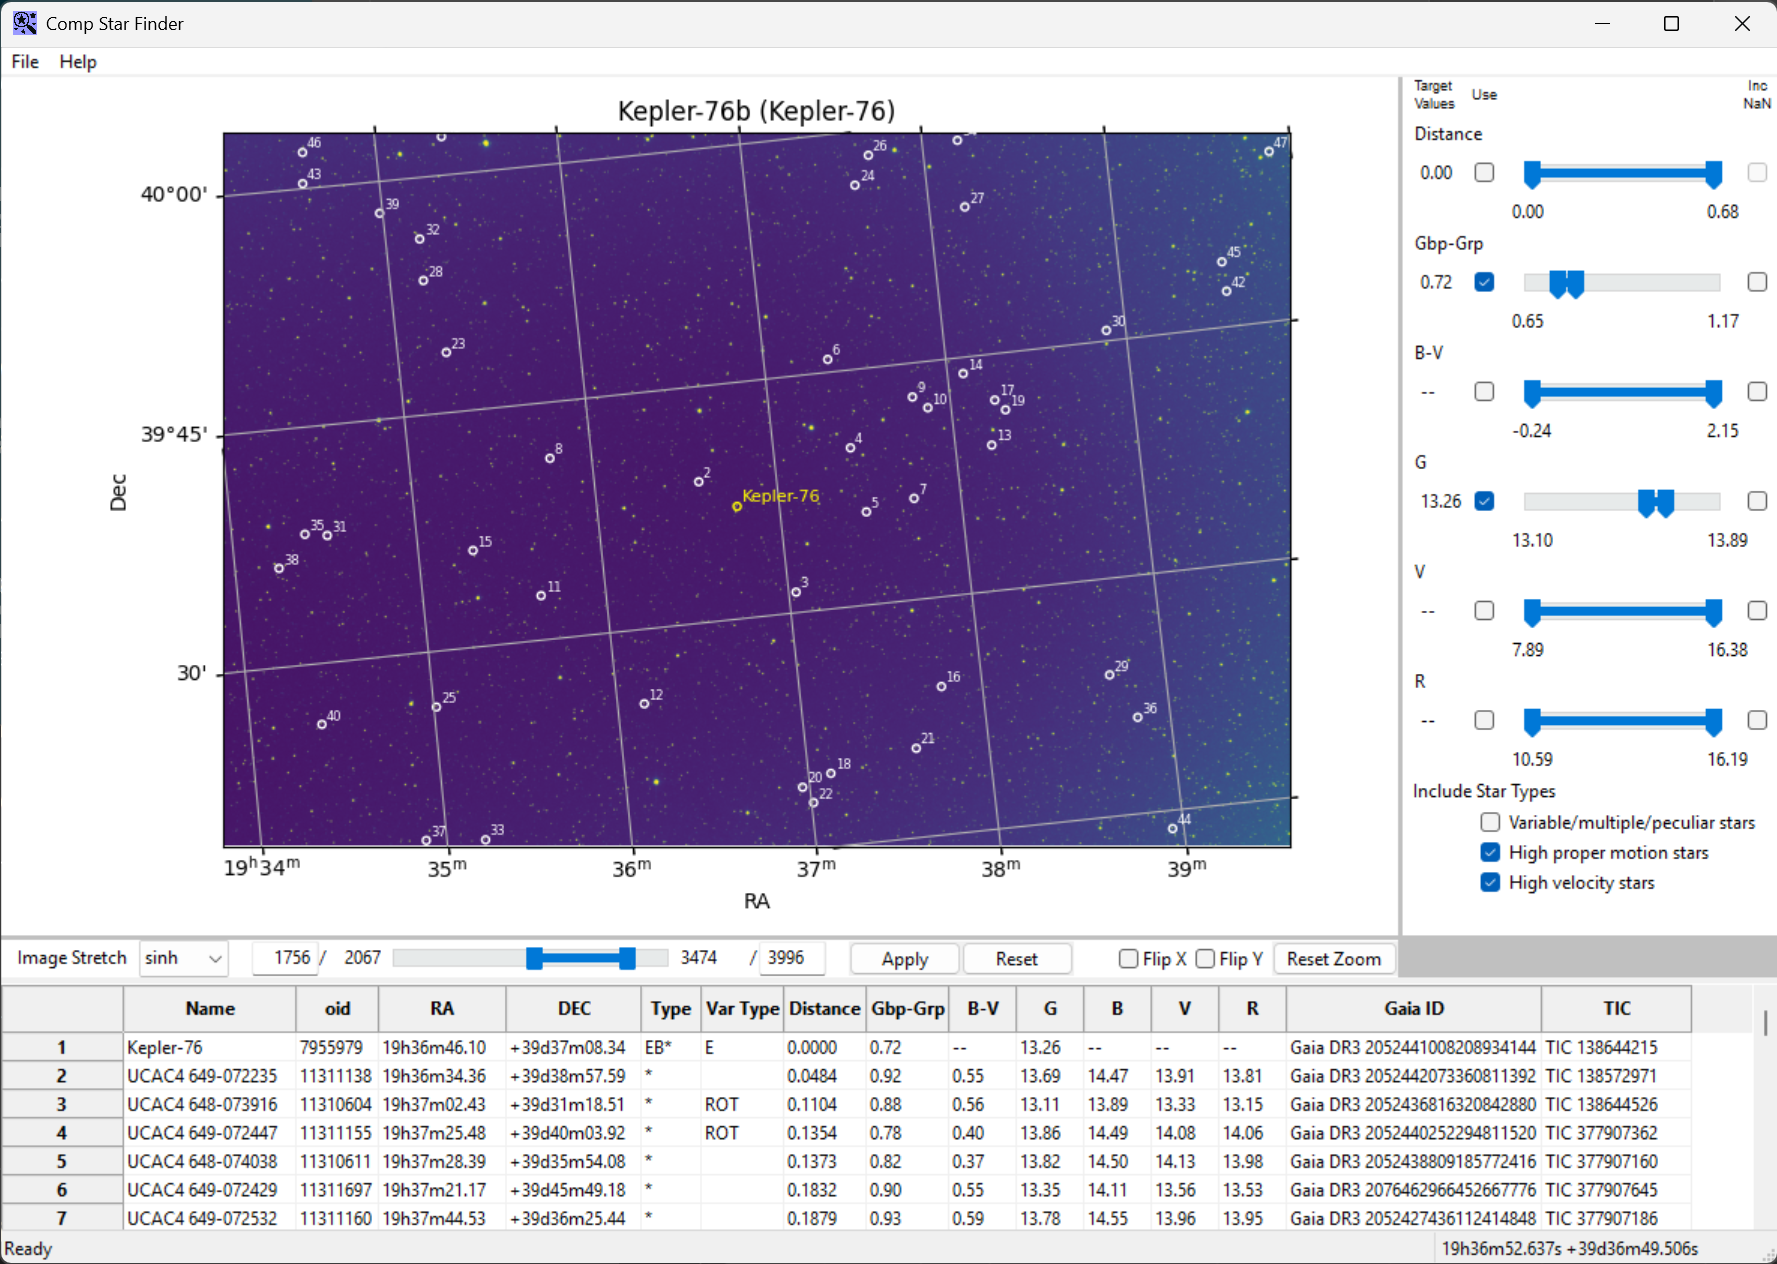 Comp Star Finder
File Help
Kepler-76b (Kepler-76)
40°00'
39°45'
30'
Dec
46
43
39
32
28
23
26
24
27
47
45
42
30
6
14
9
10
17
19
13
4
8
2
Kepler-76
5
7
35
31
38
15
11
3
29
16
36
12
25
40
21
18
20
22
37
33
44
19h34m 35m 36m 37m 38m 39m
RA
Target Values Use Inc NaN
Distance
0.00
0.00 0.68
Gbp-Grp
0.72
0.65 1.17
B-V
--
-0.24 2.15
G
13.26
13.10 13.89
V
--
7.89 16.38
R
--
10.59 16.19
Include Star Types
Variable/multiple/peculiar stars
High proper motion stars
High velocity stars
Image Stretch sinh 1756 / 2067 3474 / 3996 Apply Reset Flip X Flip Y Reset Zoom
Name oid RA DEC Type Var Type Distance Gbp-Grp B-V G B V R Gaia ID TIC
1 Kepler-76 7955979 19h36m46.10 +39d37m08.34 EB* E 0.0000 0.72 -- 13.26 -- -- -- Gaia DR3 2052441008208934144 TIC 138644215
2 UCAC4 649-072235 11311138 19h36m34.36 +39d38m57.59 * 0.0484 0.92 0.55 13.69 14.47 13.91 13.81 Gaia DR3 2052442073360811392 TIC 138572971
3 UCAC4 648-073916 11310604 19h37m02.43 +39d31m18.51 * ROT 0.1104 0.88 0.56 13.11 13.89 13.33 13.15 Gaia DR3 2052436816320842880 TIC 138644526
4 UCAC4 649-072447 11311155 19h37m25.48 +39d40m03.92 * ROT 0.1354 0.78 0.40 13.86 14.49 14.08 14.06 Gaia DR3 2052440252294811520 TIC 377907362
5 UCAC4 648-074038 11310611 19h37m28.39 +39d35m54.08 * 0.1373 0.82 0.37 13.82 14.50 14.13 13.98 Gaia DR3 2052438809185772416 TIC 377907160
6 UCAC4 649-072429 11311697 19h37m21.17 +39d45m49.18 * 0.1832 0.90 0.55 13.35 14.11 13.56 13.53 Gaia DR3 2076462966452667776 TIC 377907645
7 UCAC4 649-072532 11311160 19h37m44.53 +39d36m25.44 * 0.1879 0.93 0.59 13.78 14.55 13.96 13.95 Gaia DR3 2052427436112414848 TIC 377907186
Ready 19h36m52.637s +39d36m49.506s